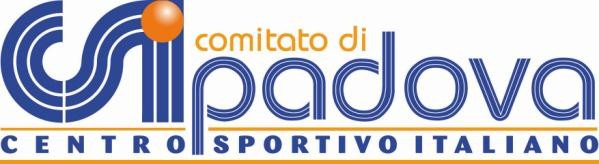 CSI
comitato di
padova
CENTRO SPORTIVO ITALIANO